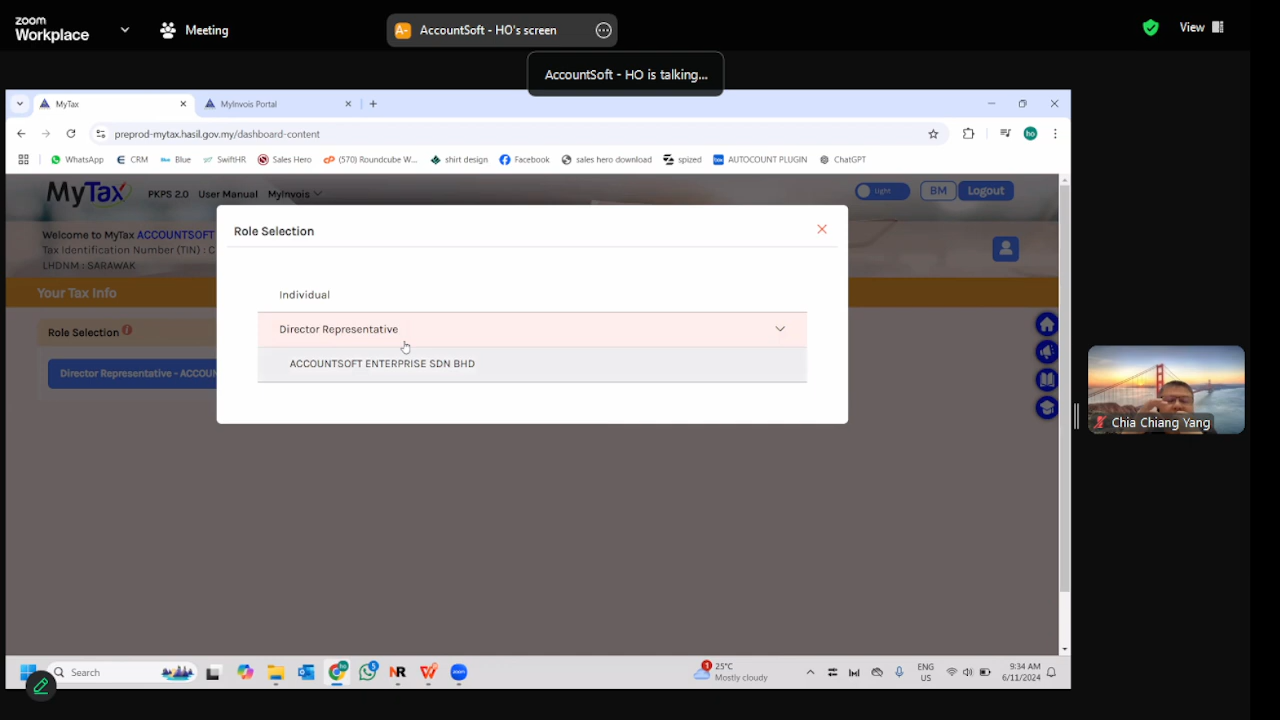 zoom
Workplace
Meeting
A-
AccountSoft - HO's screen
View
AccountSoft - HO is talking...
MyTax
MyInvois Portal
preprod-mytax.hasil.gov.my/dashboard-content
ho
WhatsApp
CRM
Blue
SwiftHR
Sales Hero
(570) Roundcube W...
shirt design
Facebook
sales hero download
spized
AUTOCOUNT PLUGIN
ChatGPT
MyTax
PKPS 2.0
User Manual
MyInvois
Light
BM
Logout
Role Selection
Welcome to MyTax ACCOUNTSOFT
Tax Identification Number (TIN) : C
LHDNM : SARAWAK
Your Tax Info
Individual
Role Selection
Director Representative
ACCOUNTSOFT ENTERPRISE SDN BHD
Director Representative - ACCOUN
Chia Chiang Yang
Search
25°C
Mostly cloudy
ENG
US
9:34 AM
6/11/2024